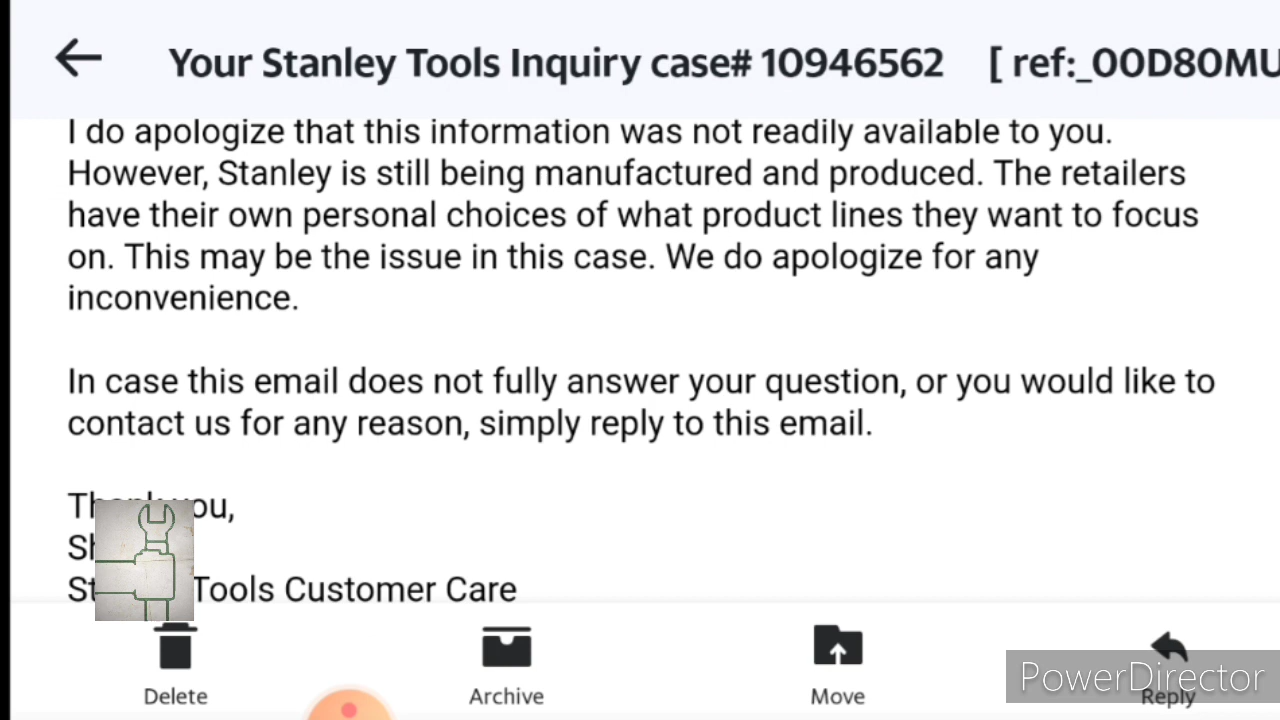 Your Stanley Tools Inquiry case# 10946562 [ ref:_00D80MU
I do apologize that this information was not readily available to you.
However, Stanley is still being manufactured and produced. The retailers
have their own personal choices of what product lines they want to focus
on. This may be the issue in this case. We do apologize for any
inconvenience.
In case this email does not fully answer your question, or you would like to
contact us for any reason, simply reply to this email.
Thank you,
Tools Customer Care
Delete Archive Move Reply
PowerDirector